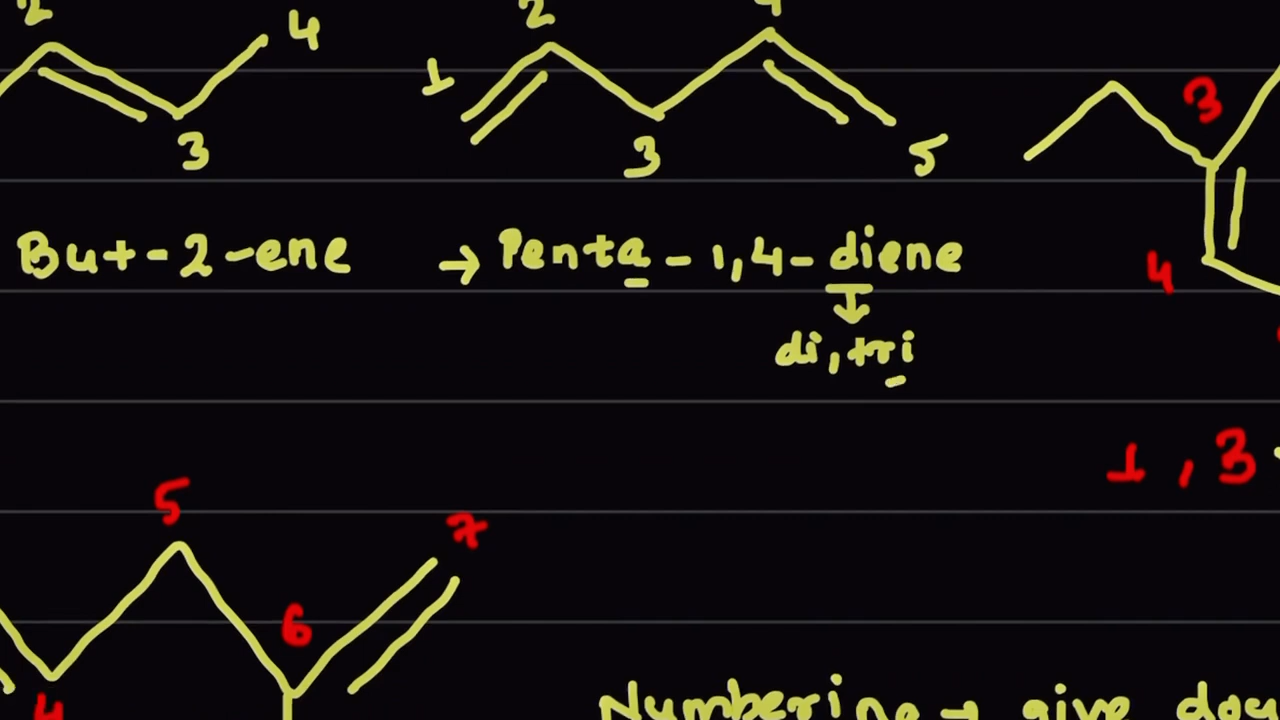 2 4
1 2 3 4 5
3
3
4
But-2-ene → Penta-1,4-diene
di, tri
1, 3
5 7
6
4
Numbering → give